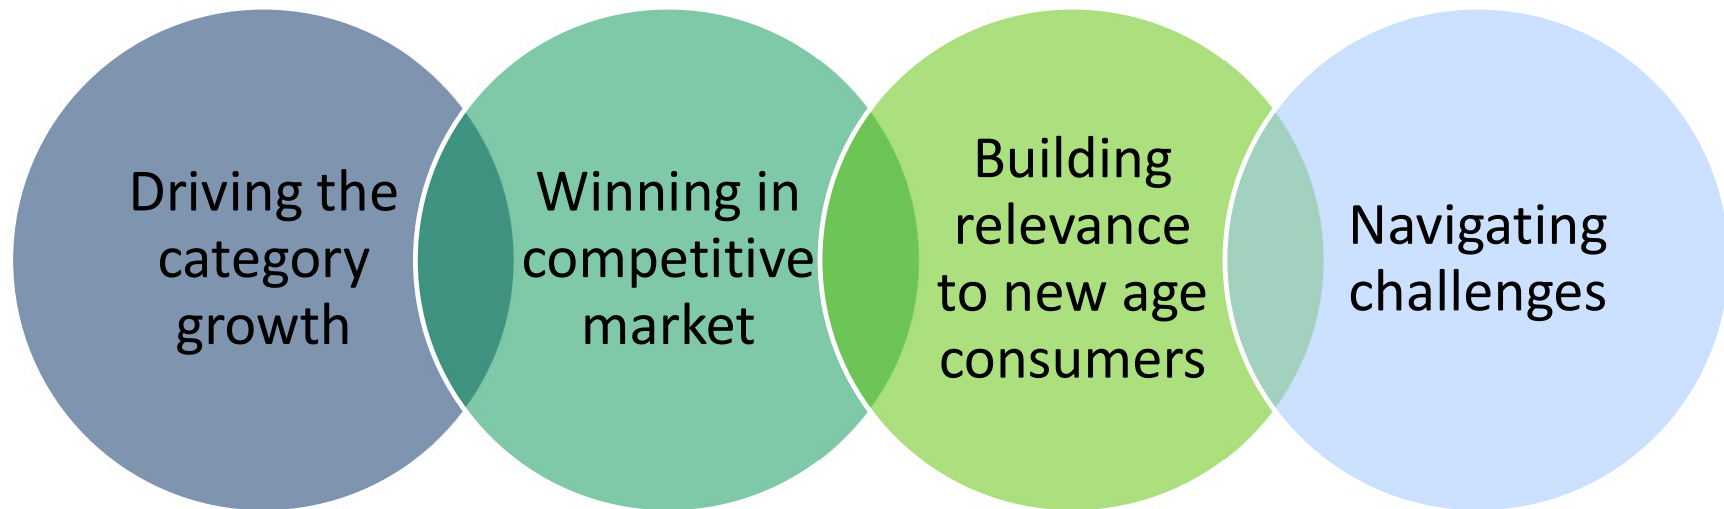 Driving the
category
growth
Winning in
competitive
market
Building
relevance
to new age
consumers
Navigating
challenges